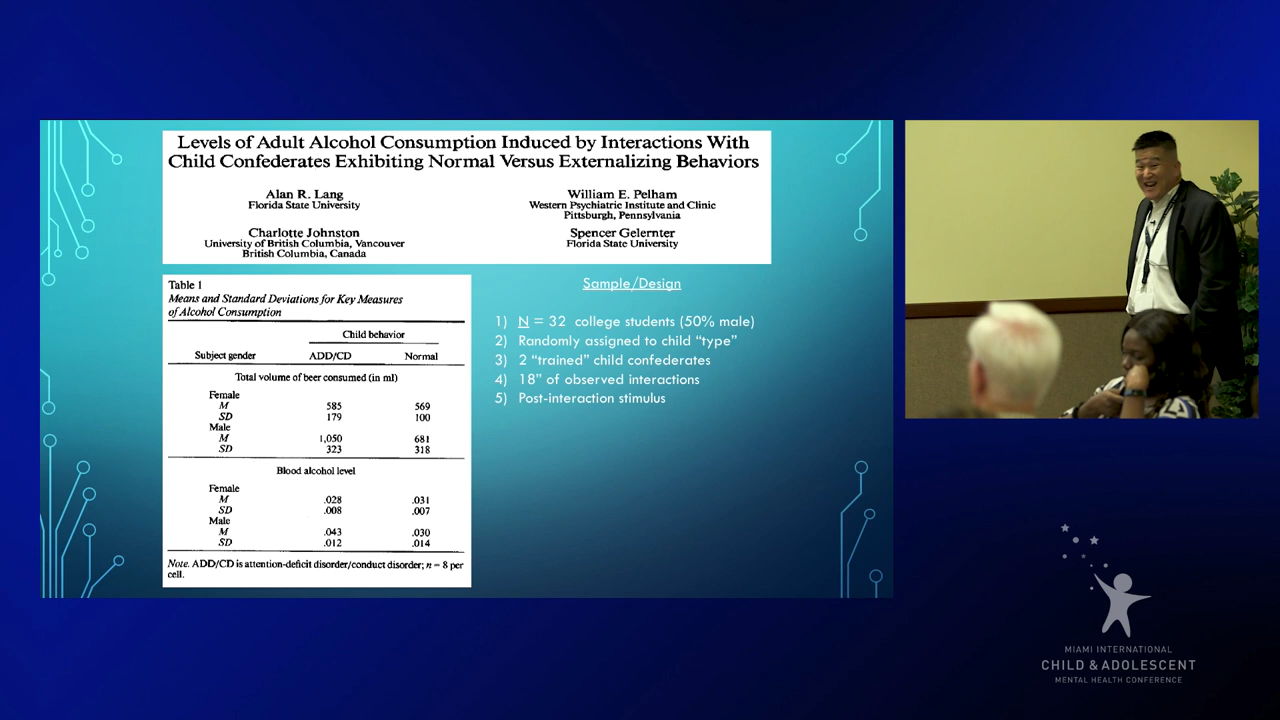 Levels of Adult Alcohol Consumption Induced by Interactions With
Child Confederates Exhibiting Normal Versus Externalizing Behaviors
Alan R. Lang
Florida State University
William E. Pelham
Western Psychiatric Institute and Clinic
Pittsburgh, Pennsylvania
Charlotte Johnston
University of British Columbia, Vancouver
British Columbia, Canada
Spencer Gelernter
Florida State University
Table 1
Means and Standard Deviations for Key Measures
of Alcohol Consumption
Child behavior
Subject gender ADD/CD Normal
Total volume of beer consumed (in ml)
Female
M 585 569
SD 179 100
Male
M 1,050 681
SD 323 318
Blood alcohol level
Female
M .028 .031
SD .008 .007
Male
M .043 .030
SD .012 .014
Note. ADD/CD is attention-deficit disorder/conduct disorder; n = 8 per
cell.
Sample/Design
1) N = 32 college students (50% male)
2) Randomly assigned to child “type”
3) 2 “trained” child confederates
4) 18” of observed interactions
5) Post-interaction stimulus
MIAMI INTERNATIONAL
CHILD & ADOLESCENT
MENTAL HEALTH CONFERENCE